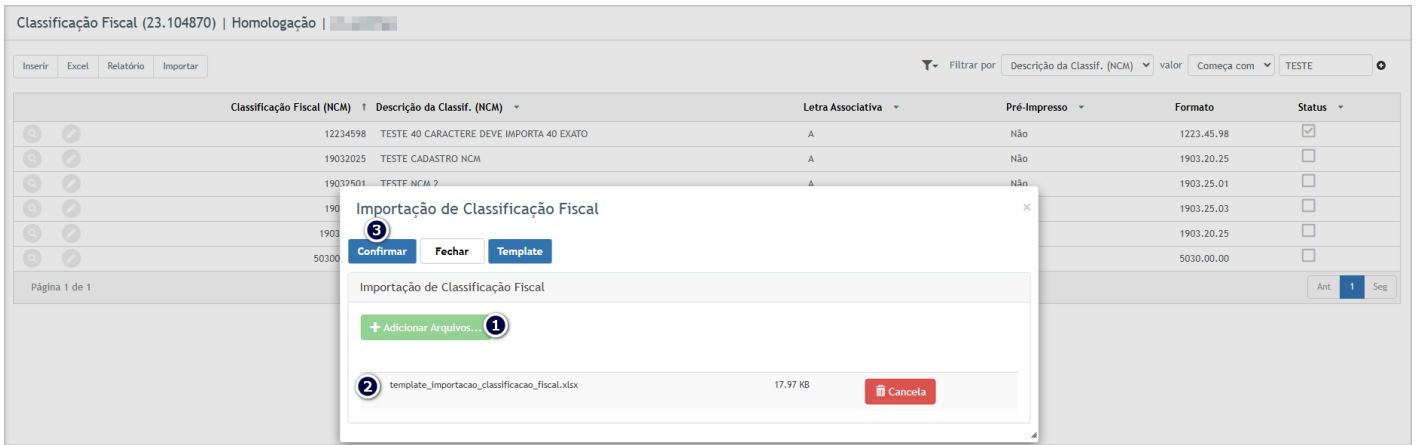 Classificação Fiscal (23.104870) | Homologação |
Inserir Excel Relatório Importar Filtrar por Descrição da Classif. (NCM) valor Começa com TESTE
Classificação Fiscal (NCM) ↑ Descrição da Classif. (NCM) Letra Associativa Pré-Impresso Formato Status
12234598 TESTE 40 CARACTERE DEVE IMPORTA 40 EXATO A Não 1223.45.98
19032025 TESTE CADASTRO NCM A Não 1903.20.25
19032501 TESTE NCM 2 A Não 1903.25.01
190 1903.25.03
1903 1903.20.25
50300 5030.00.00
Página 1 de 1 Ant 1 Seg
Importação de Classificação Fiscal ×
3
Confirmar Fechar Template
Importação de Classificação Fiscal
+ Adicionar Arquivos... 1
2 template_importacao_classificacao_fiscal.xlsx 17.97 KB Cancela